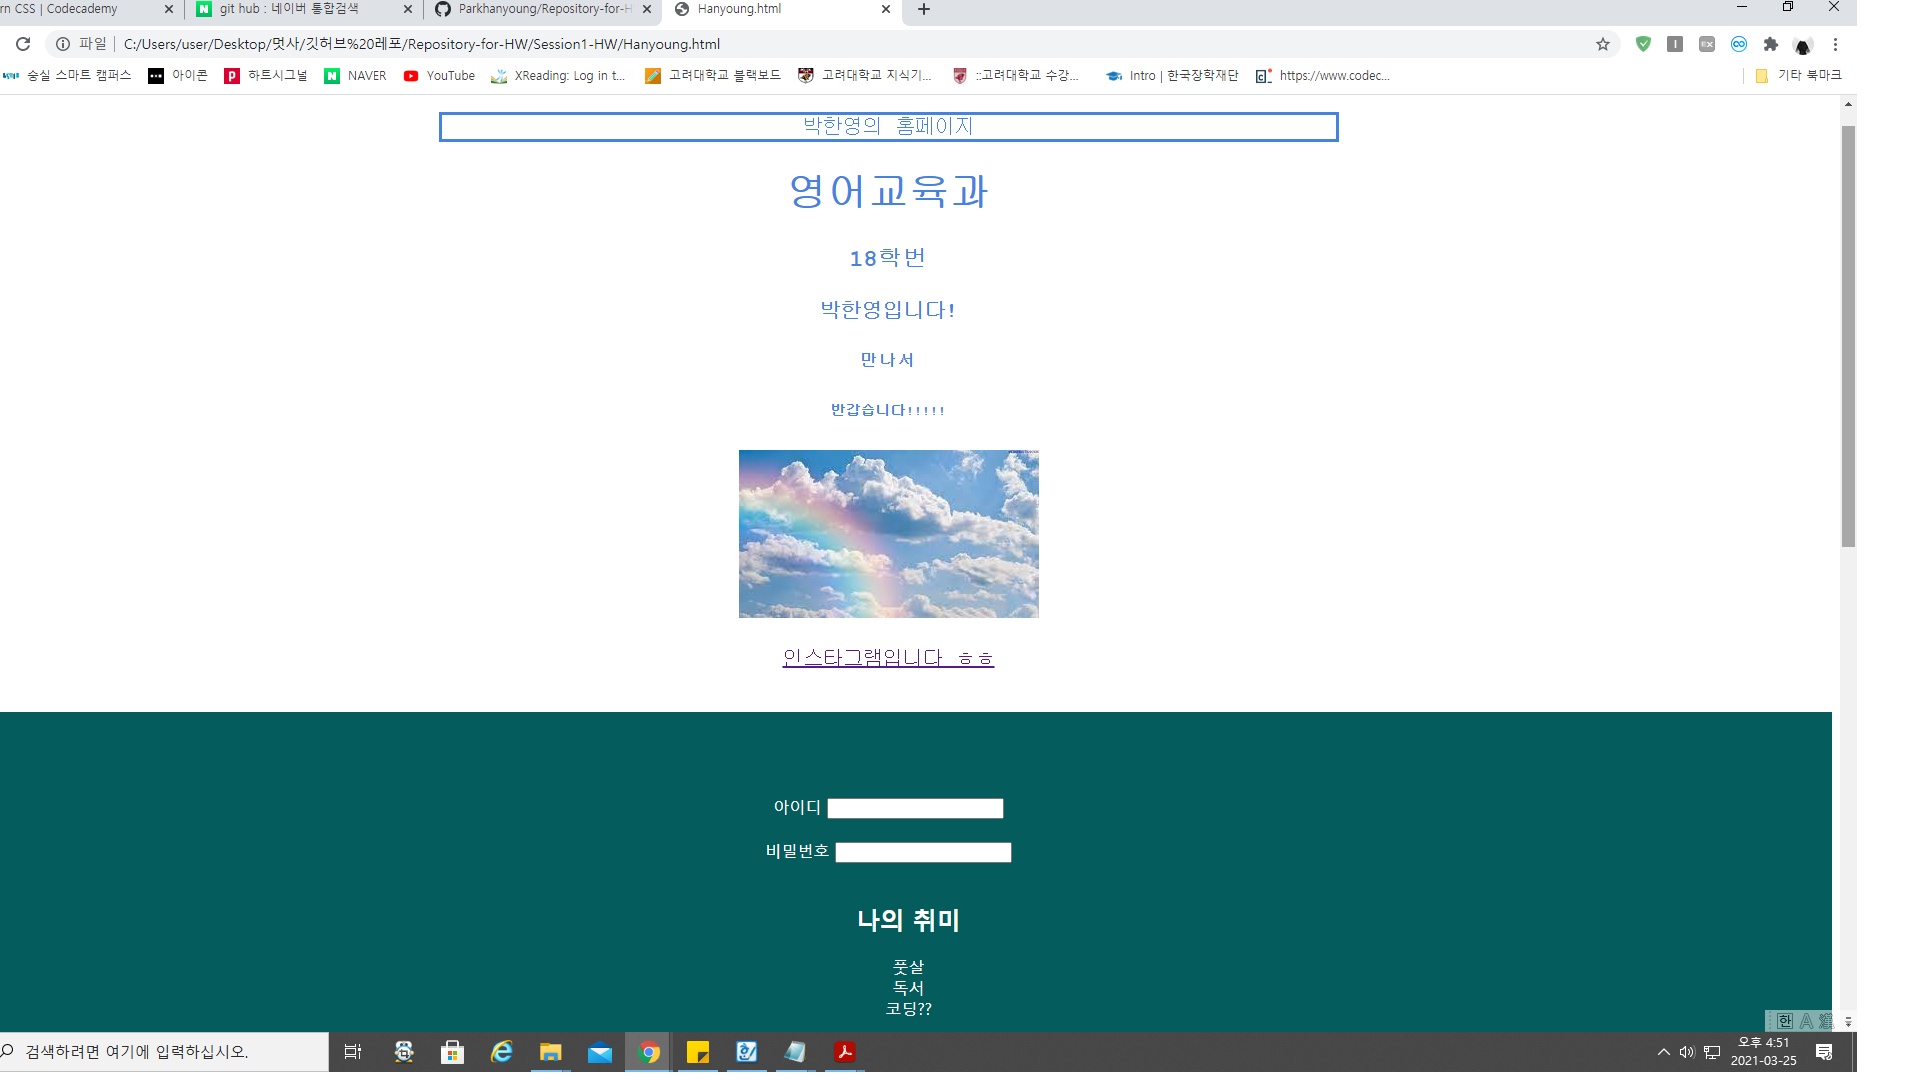 rn CSS | Codecademy
git hub : 네이버 통합검색
Parkhanyoung/Repository-for-H
Hanyoung.html
파일
C:/Users/user/Desktop/멋사/깃허브%20레포/Repository-for-HW/Session1-HW/Hanyoung.html
숭실 스마트 캠퍼스
아이콘
하트시그널
NAVER
YouTube
XReading: Log in t...
고려대학교 블랙보드
고려대학교 지식기...
::고려대학교 수강...
Intro | 한국장학재단
https://www.codec...
기타 북마크
박한영의 홈페이지
영어교육과
18학번
박한영입니다!
만나서
반갑습니다!!!!!
인스타그램입니다 ㅎㅎ
아이디
비밀번호
나의 취미
풋살
독서
코딩??
한 A 漢
검색하려면 여기에 입력하십시오.
오후 4:51
2021-03-25